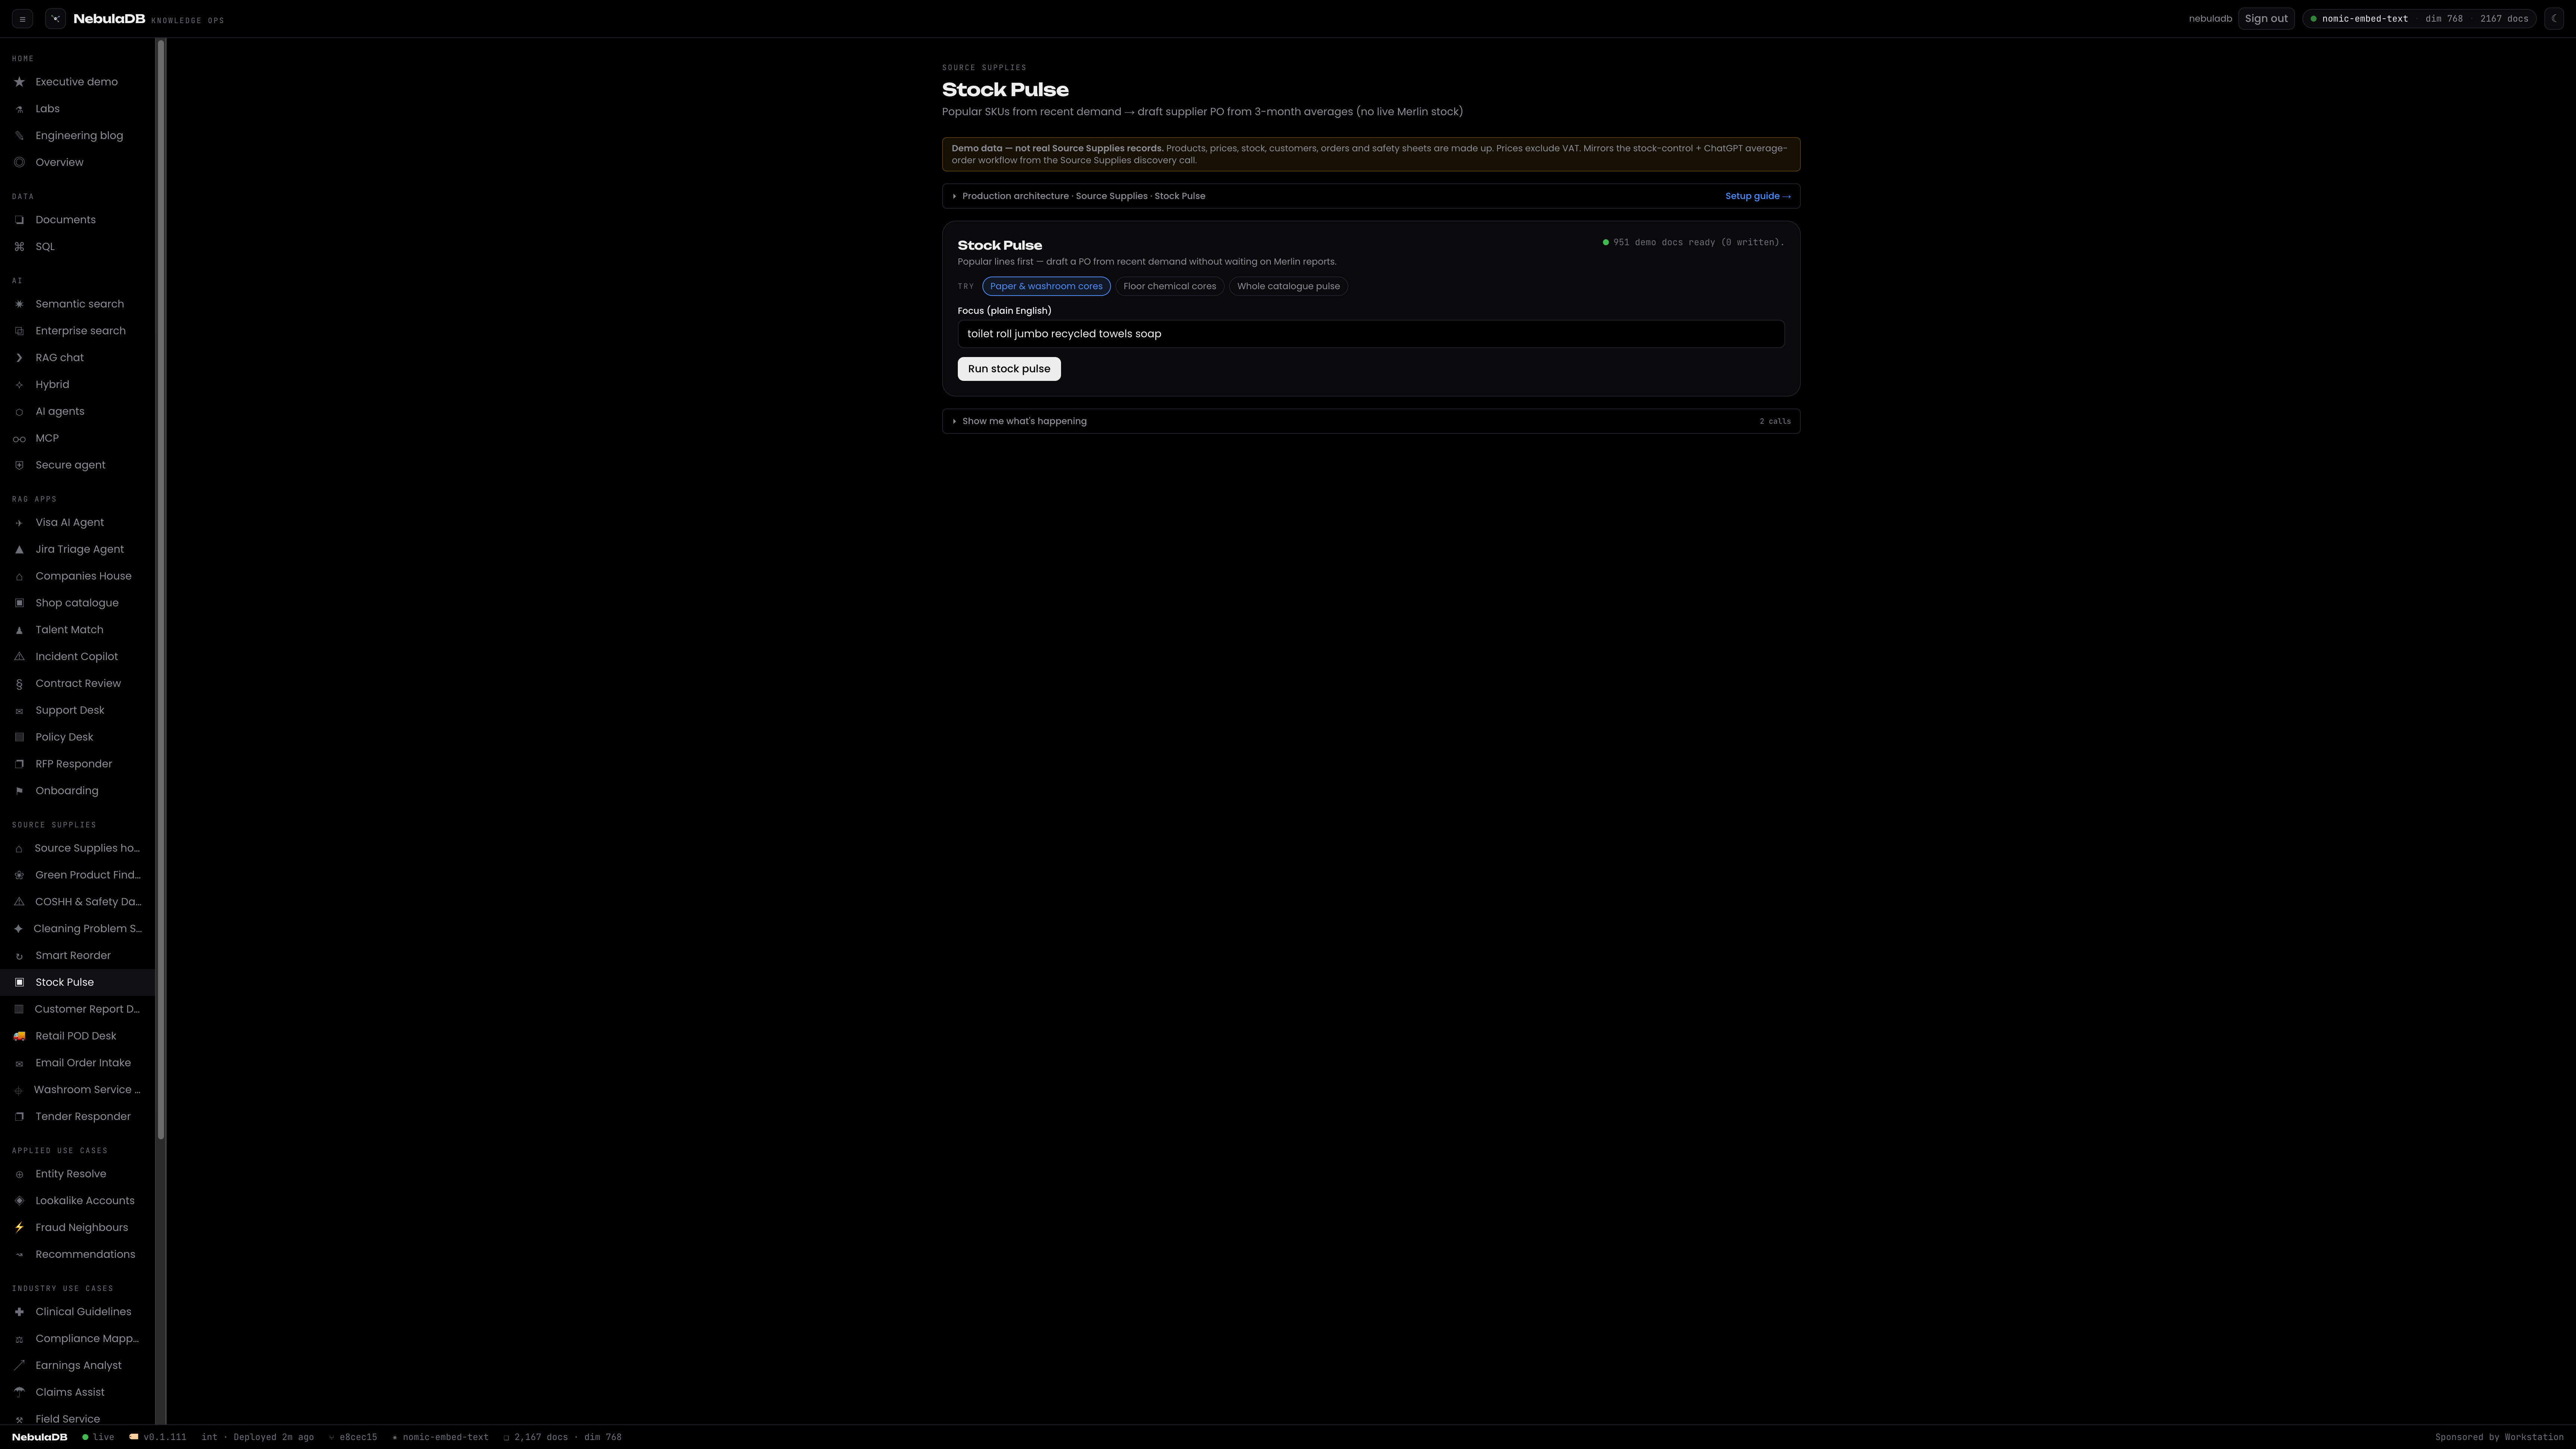 NebulaDB KNOWLEDGE OPS
nebuladb Sign out nomic-embed-text · dim 768 · 2167 docs
HOME
Executive demo
Labs
Engineering blog
Overview
DATA
Documents
SQL
AI
Semantic search
Enterprise search
RAG chat
Hybrid
AI agents
MCP
Secure agent
RAG APPS
Visa AI Agent
Jira Triage Agent
Companies House
Shop catalogue
Talent Match
Incident Copilot
Contract Review
Support Desk
Policy Desk
RFP Responder
Onboarding
SOURCE SUPPLIES
Source Supplies ho...
Green Product Find...
COSHH & Safety Da...
Cleaning Problem S...
Smart Reorder
Stock Pulse
Customer Report D...
Retail POD Desk
Email Order Intake
Washroom Service ...
Tender Responder
APPLIED USE CASES
Entity Resolve
Lookalike Accounts
Fraud Neighbours
Recommendations
INDUSTRY USE CASES
Clinical Guidelines
Compliance Mapp...
Earnings Analyst
Claims Assist
Field Service
SOURCE SUPPLIES
Stock Pulse
Popular SKUs from recent demand → draft supplier PO from 3-month averages (no live Merlin stock)
Demo data — not real Source Supplies records. Products, prices, stock, customers, orders and safety sheets are made up. Prices exclude VAT. Mirrors the stock-control + ChatGPT average-
order workflow from the Source Supplies discovery call.
Production architecture · Source Supplies · Stock Pulse Setup guide →
Stock Pulse 951 demo docs ready (0 written).
Popular lines first — draft a PO from recent demand without waiting on Merlin reports.
TRY Paper & washroom cores Floor chemical cores Whole catalogue pulse
Focus (plain English)
toilet roll jumbo recycled towels soap
Run stock pulse
Show me what's happening 2 calls
NebulaDB live v0.1.111 int · Deployed 2m ago e8cec15 nomic-embed-text 2,167 docs · dim 768 Sponsored by Workstation